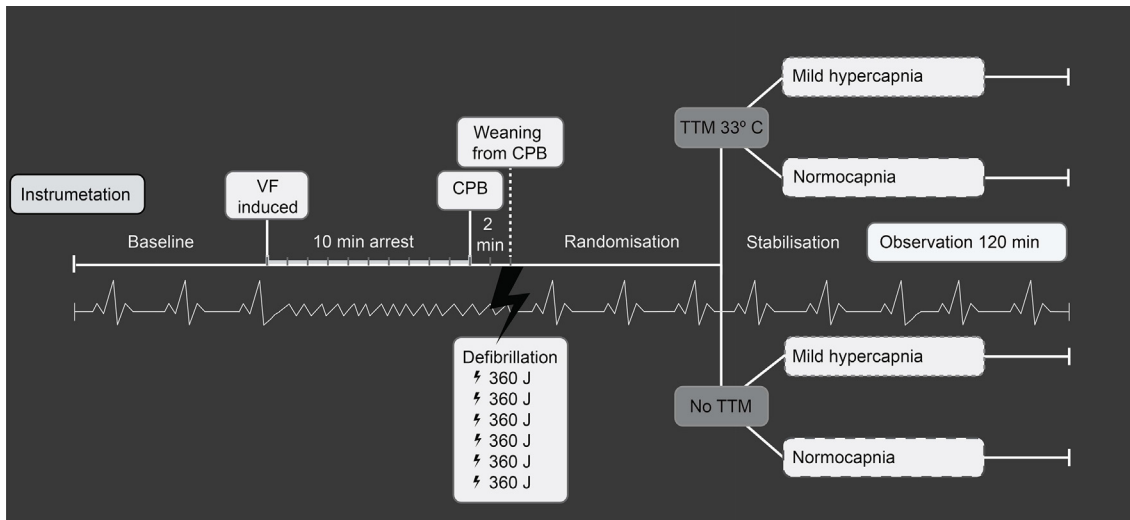 Instrumetation
Baseline
VF
induced
10 min arrest
CPB
2
min
Weaning
from CPB
Defibrillation
360 J
360 J
360 J
360 J
360 J
360 J
Randomisation
TTM 33º C
Mild hypercapnia
Normocapnia
Stabilisation
Observation 120 min
No TTM
Mild hypercapnia
Normocapnia